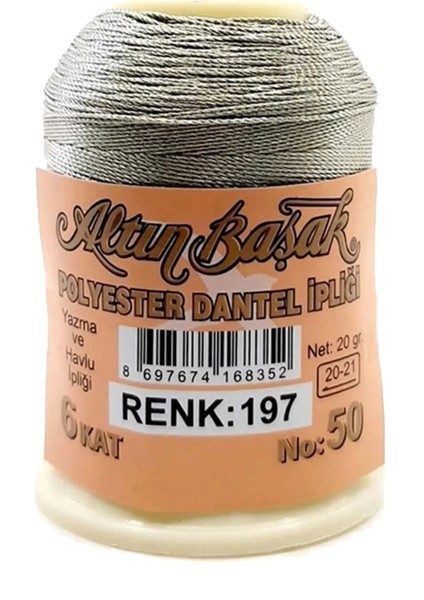 Altın Başak
POLYESTER DANTEL İPLİĞİ
Yazma
ve
Havlu
İpliği
8 697674 168352
Net: 20 gr.
20-21
RENK:197
6 KAT
No:50